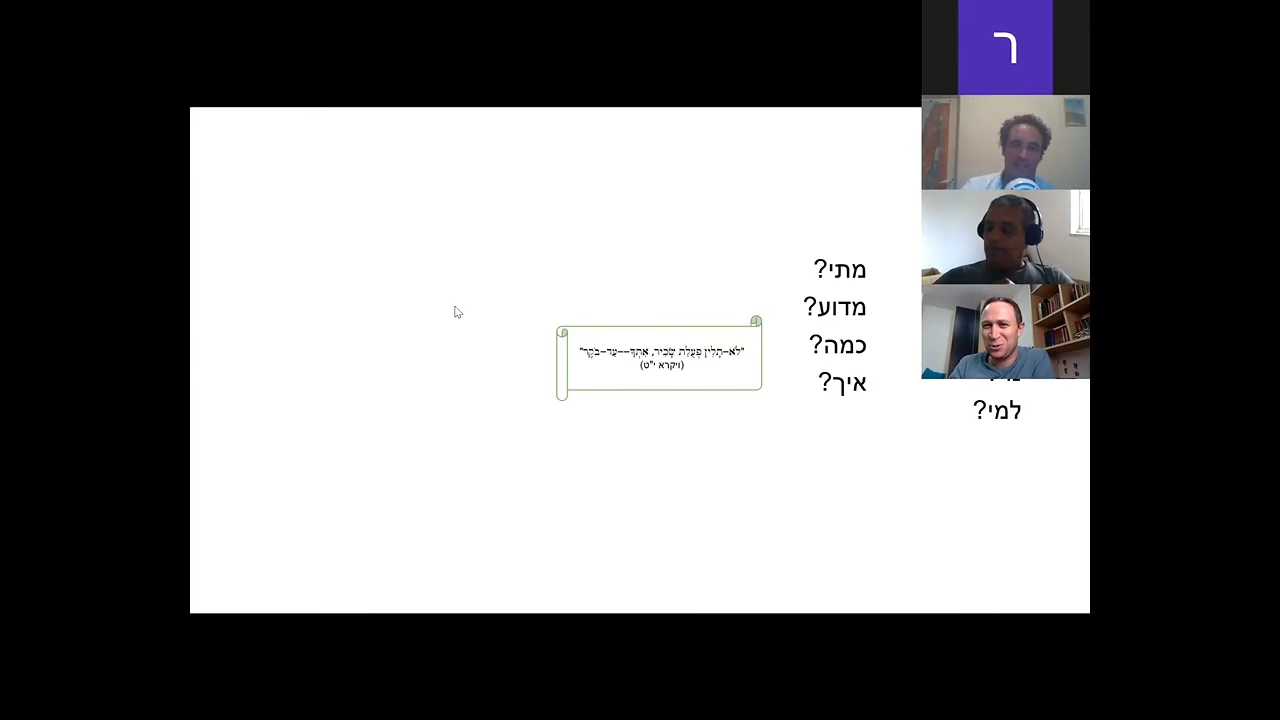 ר
מתי?
מדוע?
כמה?
איך?
"לֹא-תָלִין פְּעֻלַּת שָׂכִיר, אִתְּךָ--עַד-בֹּקֶר"
(ויקרא י"ט)
למי?